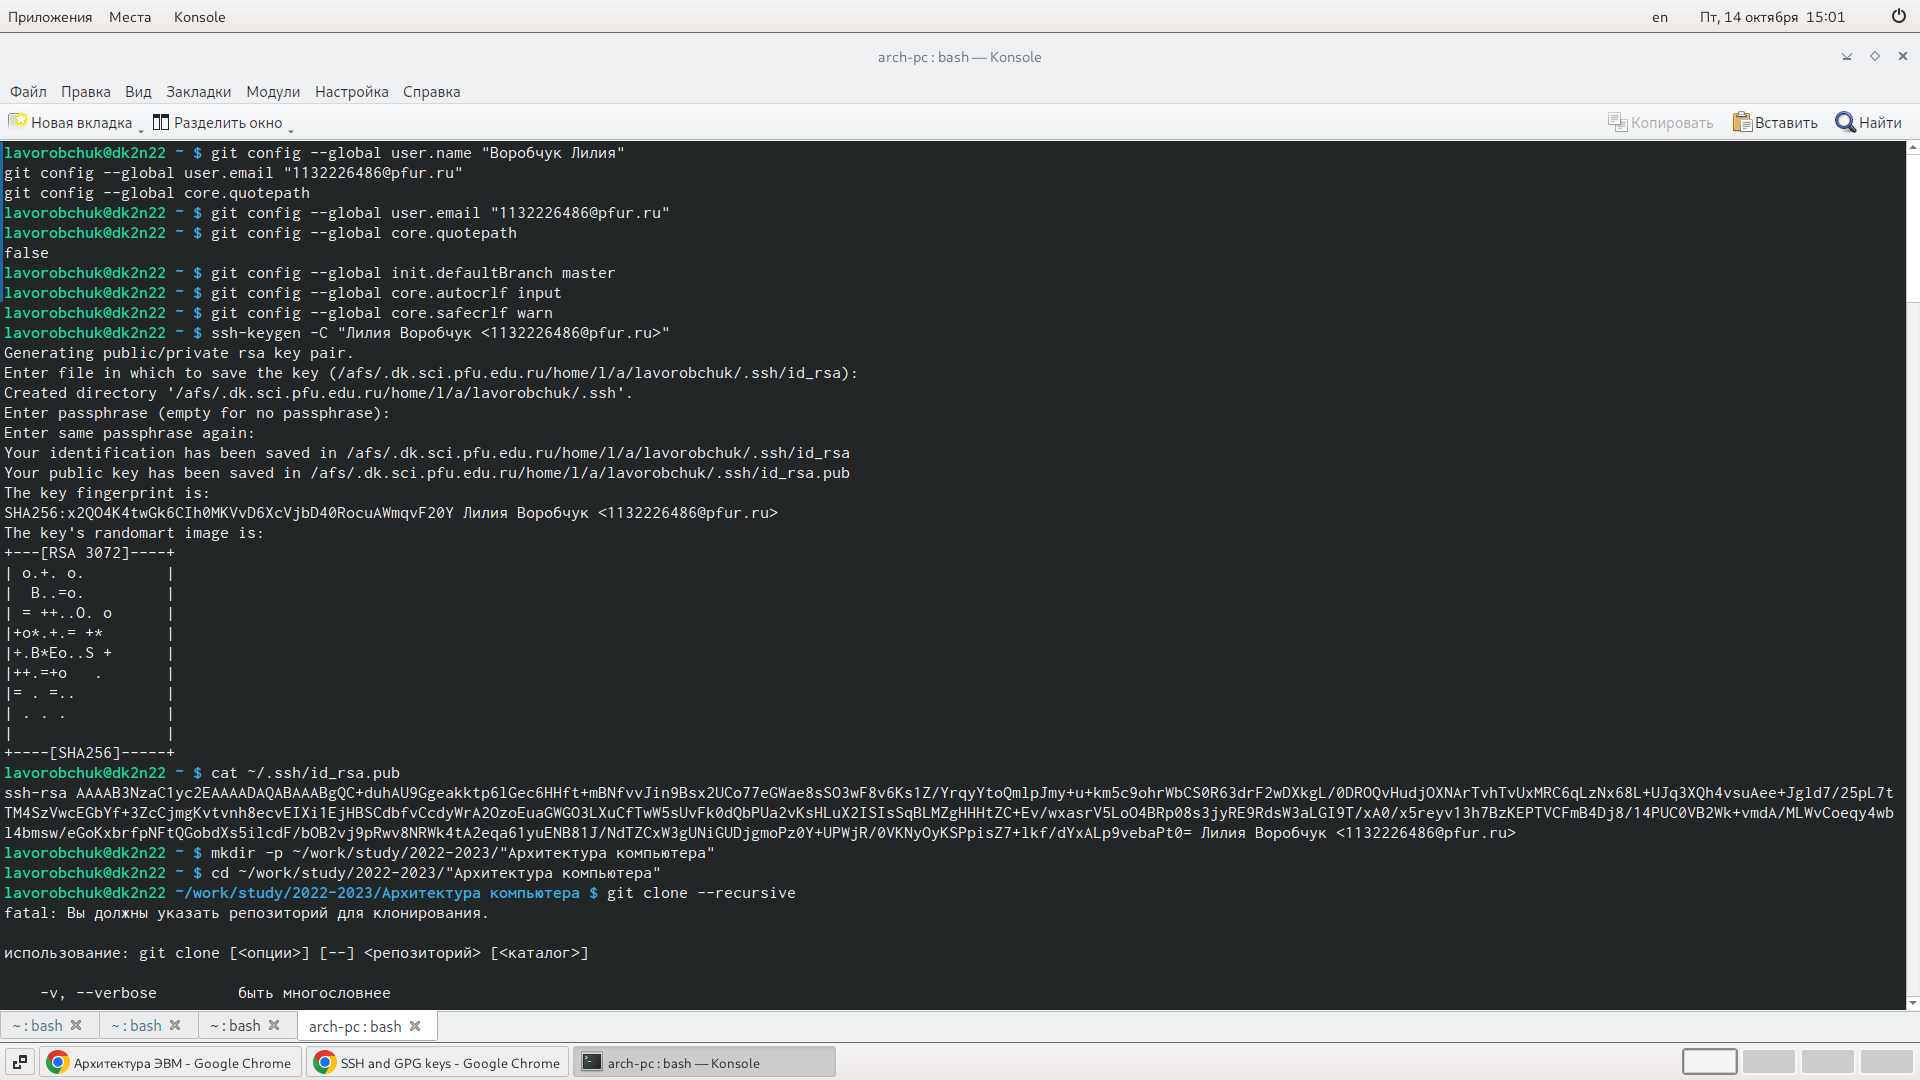 Приложения Места Konsole en Пт, 14 октября 15:01
arch-pc : bash — Konsole
Файл Правка Вид Закладки Модули Настройка Справка
Новая вкладка Разделить окно Копировать Вставить Найти
lavorobchuk@dk2n22 ~ $ git config --global user.name "Воробчук Лилия"
git config --global user.email "1132226486@pfur.ru"
git config --global core.quotepath
lavorobchuk@dk2n22 ~ $ git config --global user.email "1132226486@pfur.ru"
lavorobchuk@dk2n22 ~ $ git config --global core.quotepath
false
lavorobchuk@dk2n22 ~ $ git config --global init.defaultBranch master
lavorobchuk@dk2n22 ~ $ git config --global core.autocrlf input
lavorobchuk@dk2n22 ~ $ git config --global core.safecrlf warn
lavorobchuk@dk2n22 ~ $ ssh-keygen -C "Лилия Воробчук <1132226486@pfur.ru>"
Generating public/private rsa key pair.
Enter file in which to save the key (/afs/.dk.sci.pfu.edu.ru/home/l/a/lavorobchuk/.ssh/id_rsa):
Created directory '/afs/.dk.sci.pfu.edu.ru/home/l/a/lavorobchuk/.ssh'.
Enter passphrase (empty for no passphrase):
Enter same passphrase again:
Your identification has been saved in /afs/.dk.sci.pfu.edu.ru/home/l/a/lavorobchuk/.ssh/id_rsa
Your public key has been saved in /afs/.dk.sci.pfu.edu.ru/home/l/a/lavorobchuk/.ssh/id_rsa.pub
The key fingerprint is:
SHA256:x2QO4K4twGk6CIh0MKVvD6XcVjbD40RocuAWmqvF20Y Лилия Воробчук <1132226486@pfur.ru>
The key's randomart image is:
+---[RSA 3072]----+
| o.+. o.         |
|  B..=o.         |
| = ++..O. o      |
|+o*.+.= +*       |
|+.B*Eo..S +      |
|++.=+o   .       |
|= . =..          |
| . . .           |
|                 |
+----[SHA256]-----+
lavorobchuk@dk2n22 ~ $ cat ~/.ssh/id_rsa.pub
ssh-rsa AAAAB3NzaC1yc2EAAAADAQABAAABgQC+duhAU9Ggeakktp6lGec6HHft+mBNfvvJin9Bsx2UCo77eGWae8sSO3wF8v6Ks1Z/YrqyYtoQmlpJmy+u+km5c9ohrWbCS0R63drF2wDXkgL/0DROQvHudjOXNArTvhTvUxMRC6qLzNx68L+UJq3XQh4vsuAee+Jgld7/25pL7t
TM4SzVwcEGbYf+3ZcCjmgKvtvnh8ecvEIXi1EjHBSCdbfvCcdyWrA2OzoEuaGWGO3LXuCfTwW5sUvFk0dQbPUa2vKsHLuX2ISIsSqBLMZgHHHtZC+Ev/wxasrV5LoO4BRp08s3jyRE9RdsW3aLGI9T/xA0/x5reyv13h7BzKEPTVCFmB4Dj8/14PUC0VB2Wk+vmdA/MLWvCoeqy4wb
l4bmsw/eGoKxbrfpNFtQGobdXs5ilcdF/bOB2vj9pRwv8NRWk4tA2eqa61yuENB81J/NdTZCxW3gUNiGUDjgmoPz0Y+UPWjR/0VKNyOyKSPpisZ7+lkf/dYxALp9vebaPt0= Лилия Воробчук <1132226486@pfur.ru>
lavorobchuk@dk2n22 ~ $ mkdir -p ~/work/study/2022-2023/"Архитектура компьютера"
lavorobchuk@dk2n22 ~ $ cd ~/work/study/2022-2023/"Архитектура компьютера"
lavorobchuk@dk2n22 ~/work/study/2022-2023/Архитектура компьютера $ git clone --recursive
fatal: Вы должны указать репозиторий для клонирования.
использование: git clone [<опции>] [--] <репозиторий> [<каталог>]
-v, --verbose быть многословнее
~ : bash ~ : bash ~ : bash arch-pc : bash
Архитектура ЭВМ - Google Chrome SSH and GPG keys - Google Chrome arch-pc : bash — Konsole